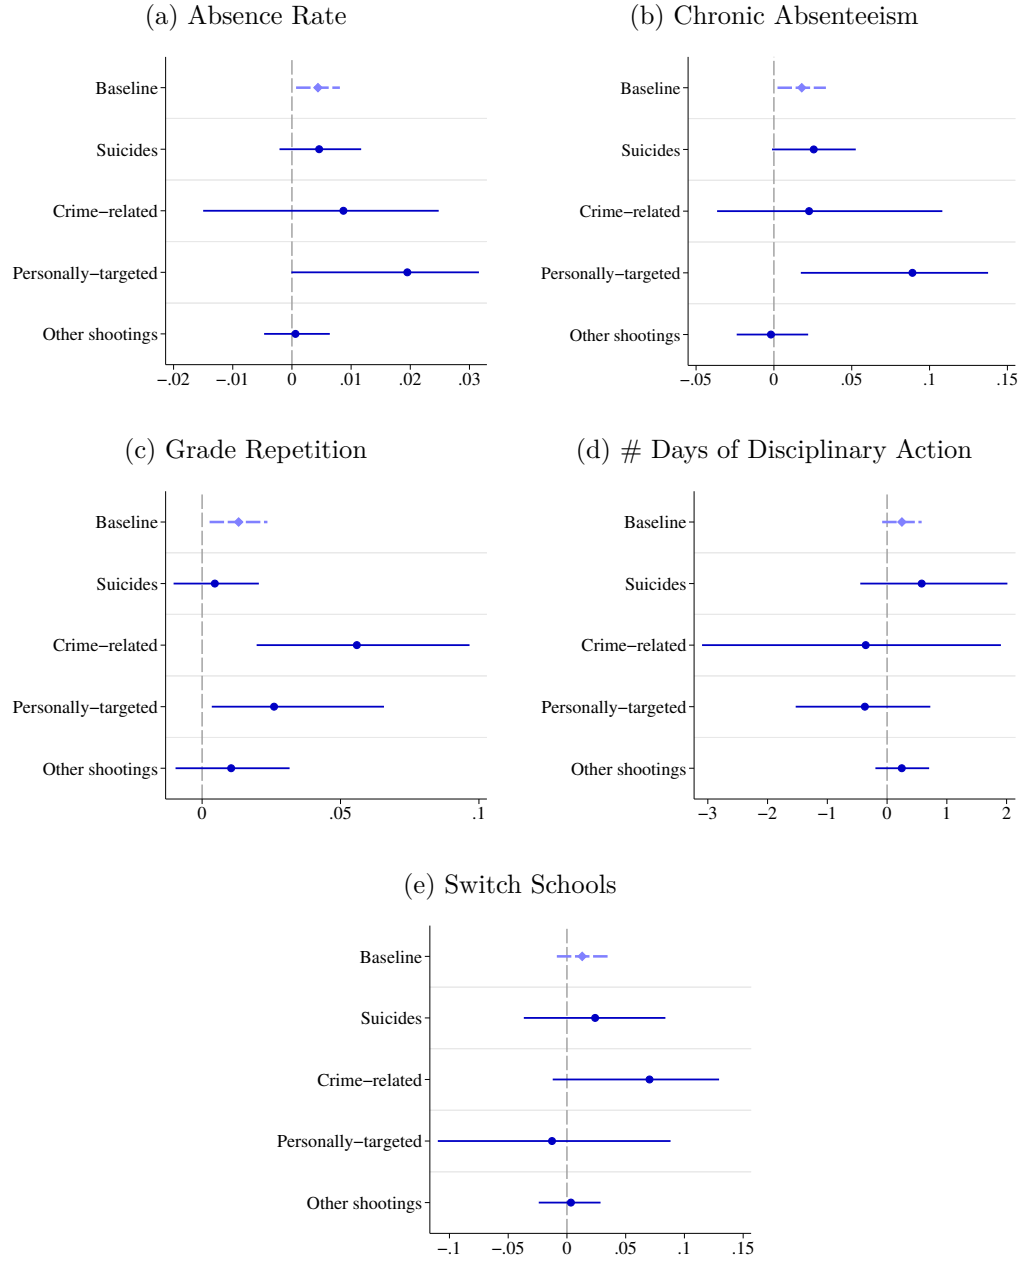 (a) Absence Rate
Baseline
Suicides
Crime−related
Personally−targeted
Other shootings
−.02 −.01 0 .01 .02 .03
(b) Chronic Absenteeism
Baseline
Suicides
Crime−related
Personally−targeted
Other shootings
−.05 0 .05 .1 .15
(c) Grade Repetition
Baseline
Suicides
Crime−related
Personally−targeted
Other shootings
0 .05 .1
(d) # Days of Disciplinary Action
Baseline
Suicides
Crime−related
Personally−targeted
Other shootings
−3 −2 −1 0 1 2
(e) Switch Schools
Baseline
Suicides
Crime−related
Personally−targeted
Other shootings
−.1 −.05 0 .05 .1 .15